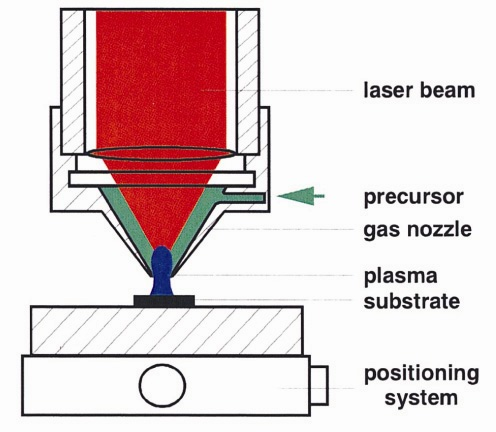 laser beam
precursor
gas nozzle
plasma
substrate
positioning
system